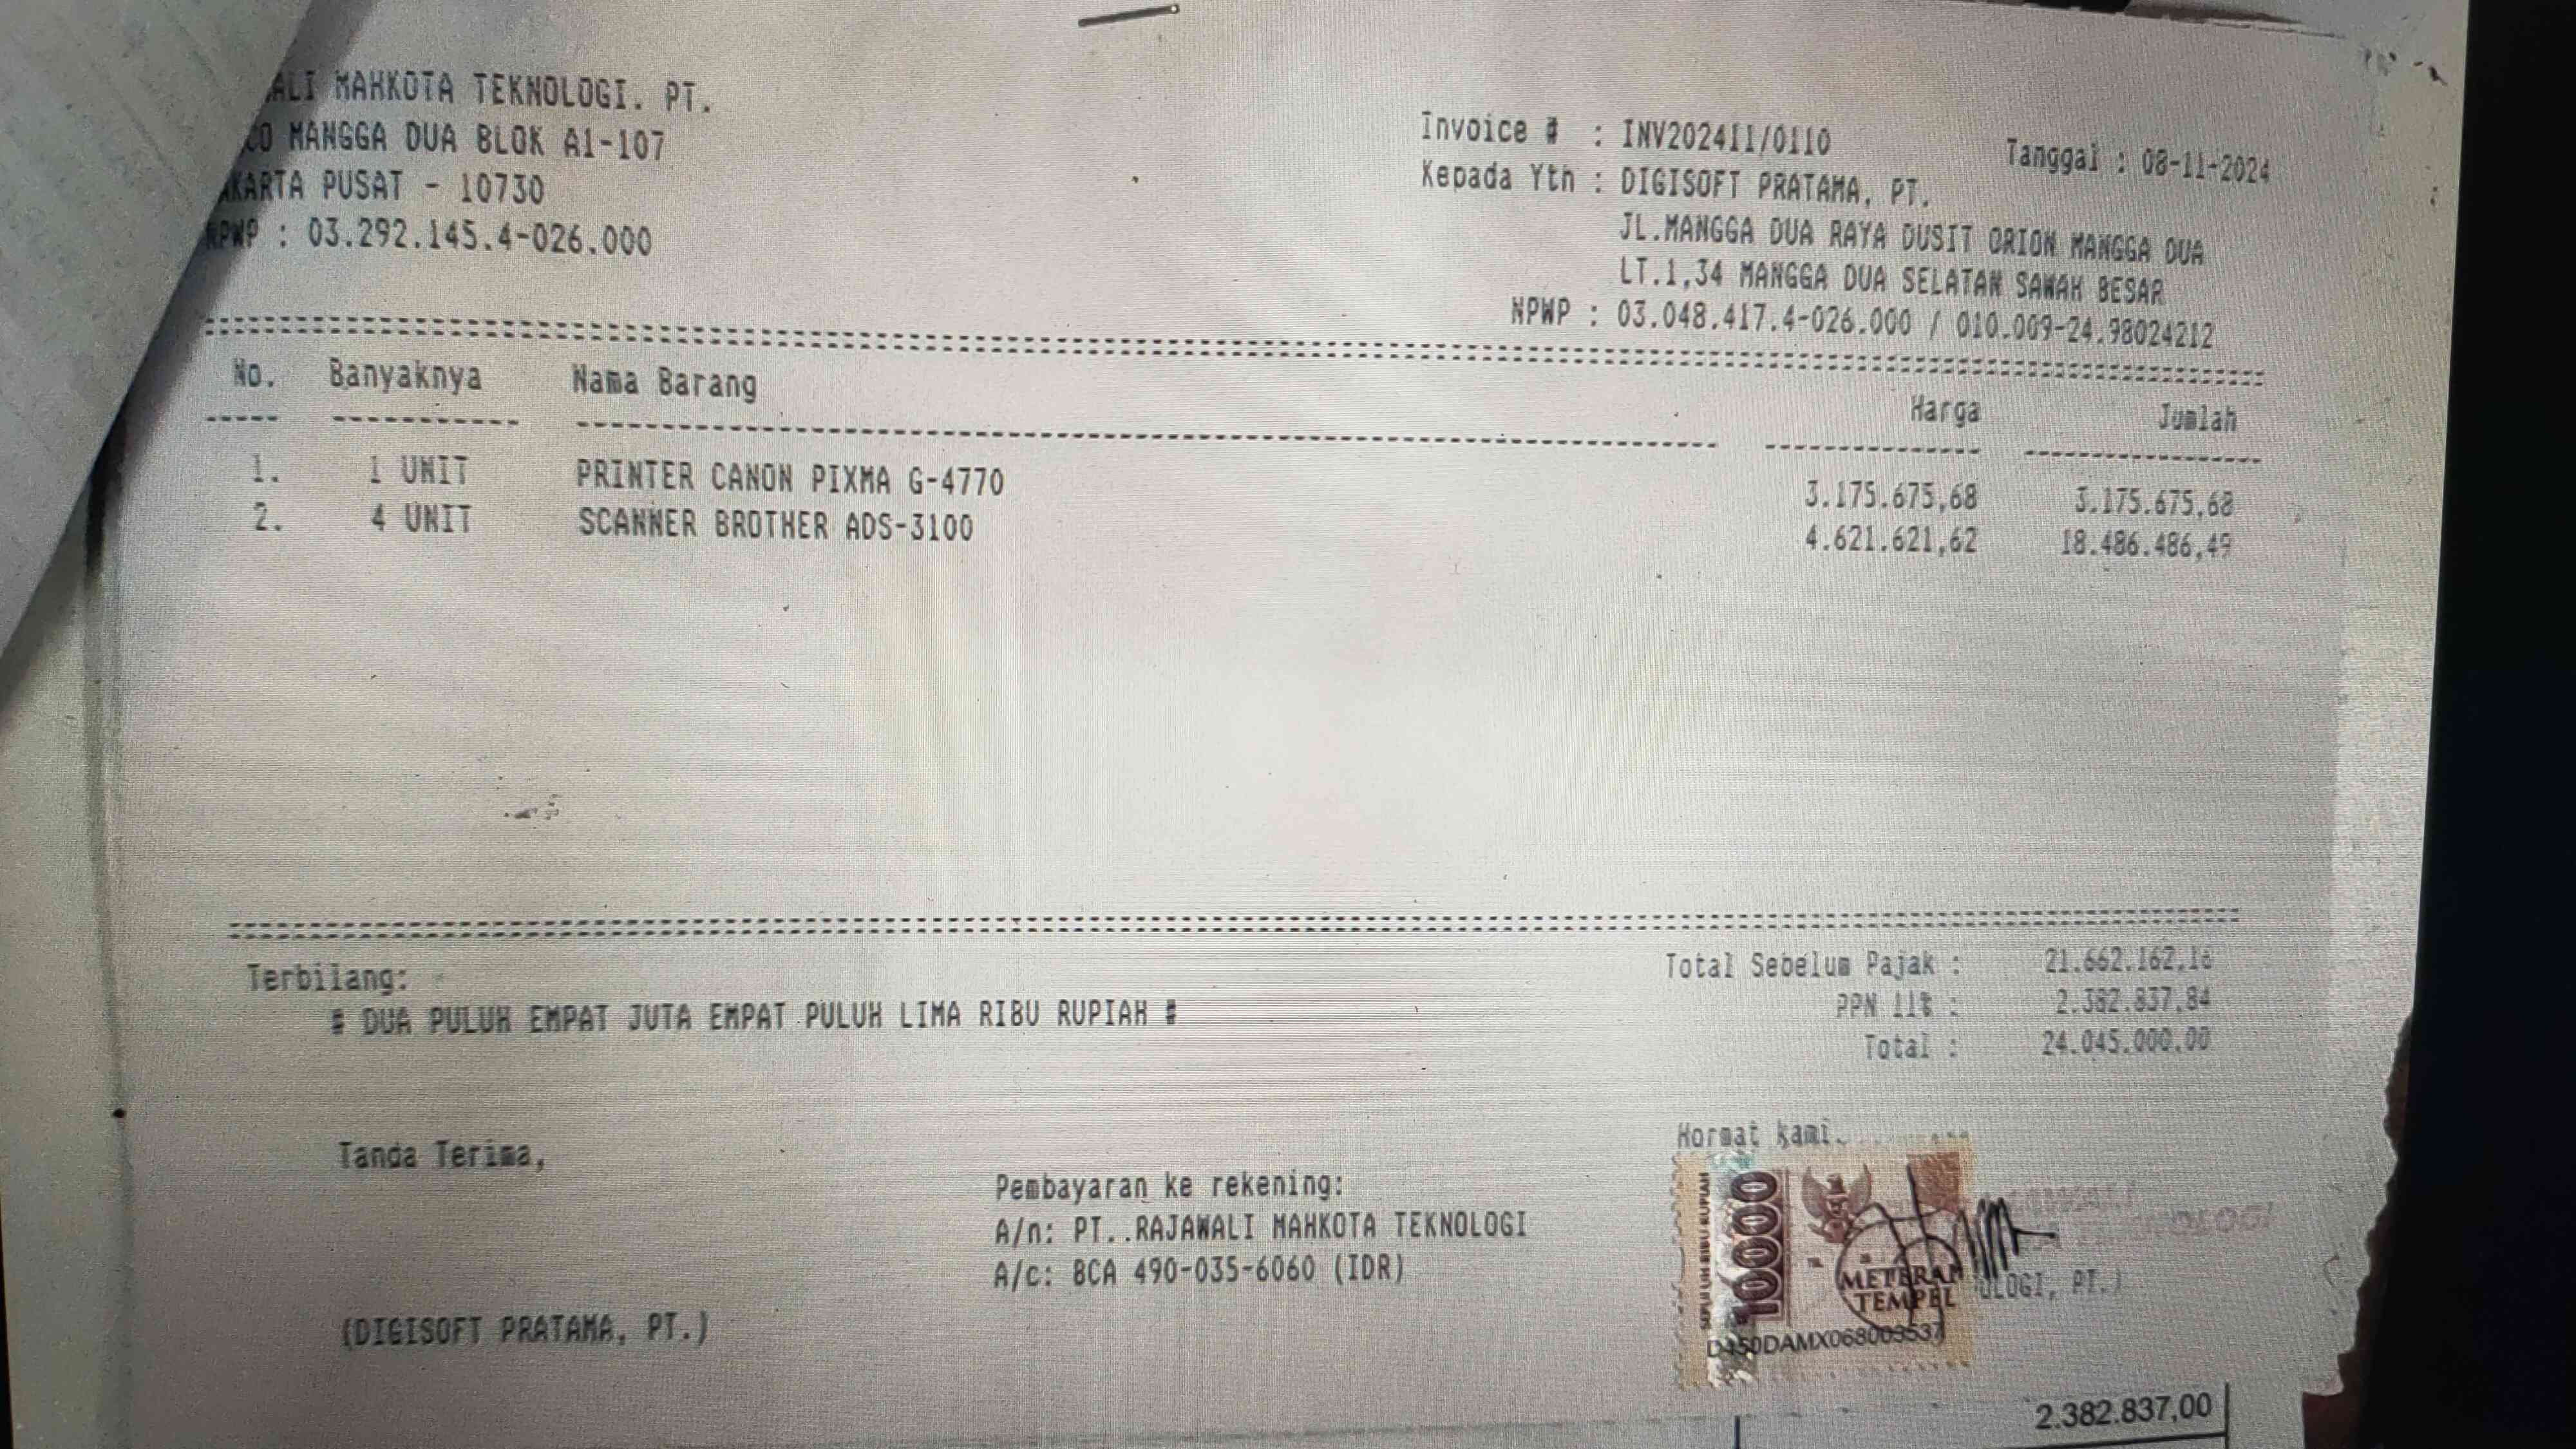 ALI MAHKOTA TEKNOLOGI. PT.
CO MANGGA DUA BLOK A1-107
AKARTA PUSAT - 10730
NPWP : 03.292.145.4-026.000
Invoice # : INV202411/0110
Tanggal : 08-11-2024
Kepada Yth : DIGISOFT PRATAMA, PT.
JL.MANGGA DUA RAYA DUSIT ORION MANGGA DUA
LT.1,34 MANGGA DUA SELATAN SAWAH BESAR
NPWP : 03.048.417.4-026.000 / 010.009-24.98024212
No. Banyaknya Nama Barang Harga Jumlah
1. 1 UNIT PRINTER CANON PIXMA G-4770 3.175.675,68 3.175.675,68
2. 4 UNIT SCANNER BROTHER ADS-3100 4.621.621,62 18.486.486,49
Terbilang:
# DUA PULUH EMPAT JUTA EMPAT PULUH LIMA RIBU RUPIAH #
Total Sebelum Pajak : 21.662.162,16
PPN 11% : 2.382.837,84
Total : 24.045.000,00
Tanda Terima,
(DIGISOFT PRATAMA, PT.)
Pembayaran ke rekening:
A/n: PT..RAJAWALI MAHKOTA TEKNOLOGI
A/c: BCA 490-035-6060 (IDR)
Hormat kami.
SEPULUH RIBU RUPIAH
10000
METERAI
TEMPEL
OLOGI, PT.)
2.382.837,00